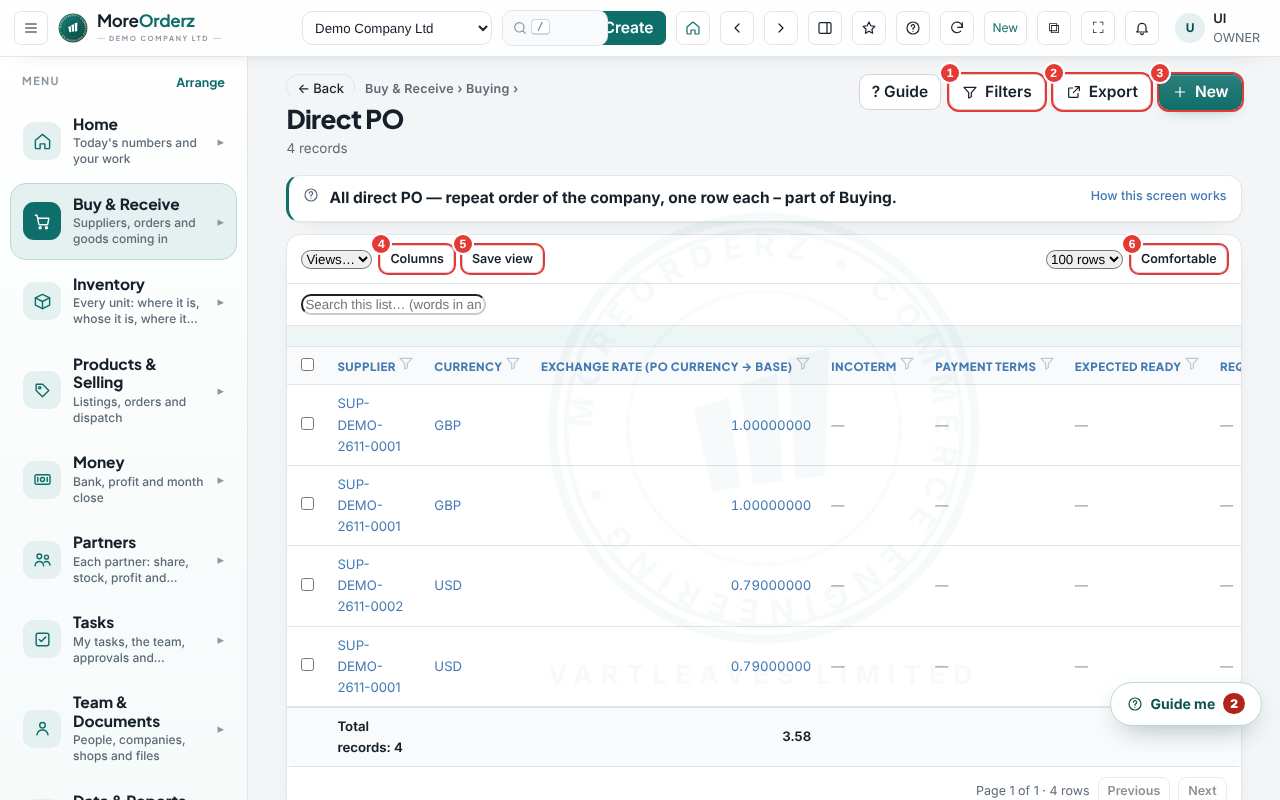 MoreOrderz
— DEMO COMPANY LTD —
Demo Company Ltd
/
Create
New
U
UI
OWNER
MENU
Arrange
Home
Today's numbers and
your work
Buy & Receive
Suppliers, orders and
goods coming in
Inventory
Every unit: where it is,
whose it is, where it…
Products &
Selling
Listings, orders and
dispatch
Money
Bank, profit and month
close
Partners
Each partner: share,
stock, profit and…
Tasks
My tasks, the team,
approvals and…
Team &
Documents
People, companies,
shops and files
Data & Reports
← Back
Buy & Receive › Buying ›
Direct PO
4 records
? Guide
1
Filters
2
Export
3
+ New
All direct PO — repeat order of the company, one row each – part of Buying.
How this screen works
Views…
4
Columns
5
Save view
100 rows
6
Comfortable
Search this list… (words in an
SUPPLIER CURRENCY EXCHANGE RATE (PO CURRENCY → BASE) INCOTERM PAYMENT TERMS EXPECTED READY REQ
SUP-
DEMO-
2611-0001
GBP 1.00000000 — — — —
SUP-
DEMO-
2611-0001
GBP 1.00000000 — — — —
SUP-
DEMO-
2611-0002
USD 0.79000000 — — — —
SUP-
DEMO-
2611-0001
USD 0.79000000 — — — —
Total
records: 4
3.58
Page 1 of 1 · 4 rows
Previous
Next
Guide me 2
MOREORDERZ • COMMERCE ENGINEERING •
VARTLEAVES LIMITED